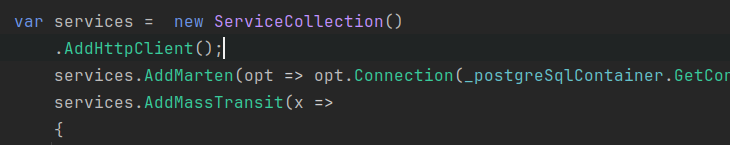 var services =  new ServiceCollection()
    .AddHttpClient();
    services.AddMarten(opt => opt.Connection(_postgreSqlContainer.GetCon
    services.AddMassTransit(x =>
    {